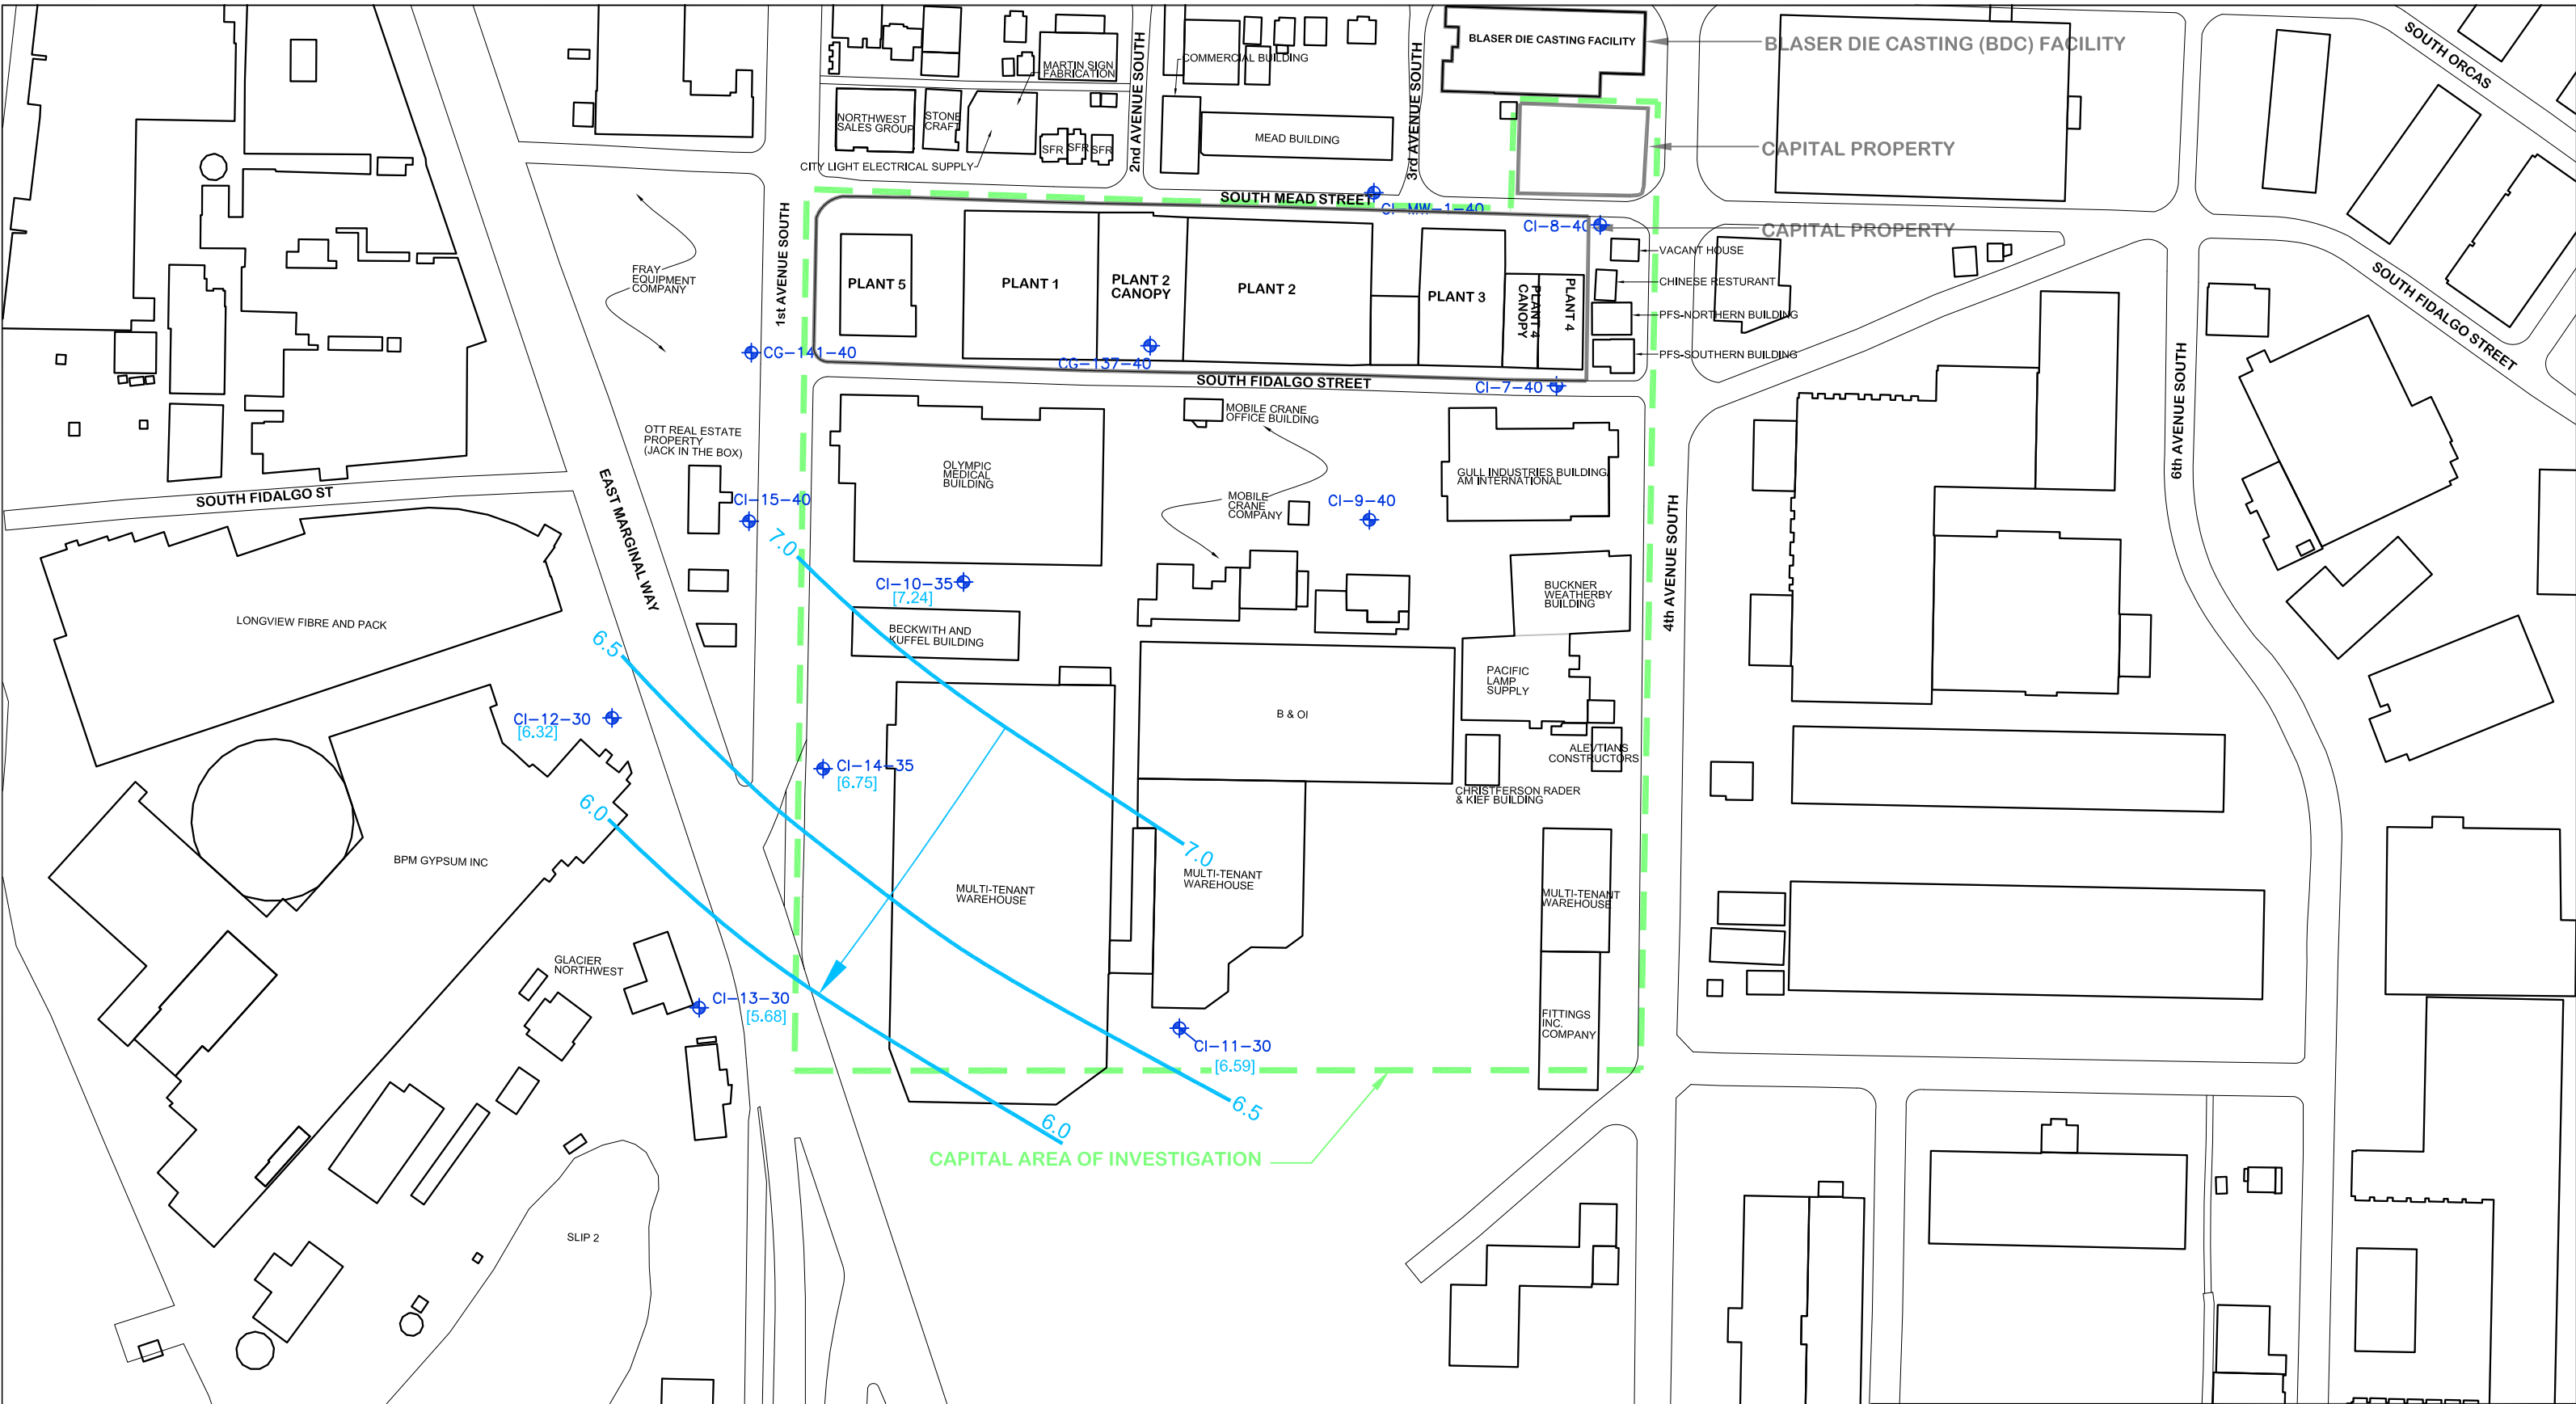 BLASER DIE CASTING FACILITY
BLASER DIE CASTING (BDC) FACILITY
SOUTH ORCAS
2nd AVENUE SOUTH
3rd AVENUE SOUTH
COMMERCIAL BUILDING
MARTIN SIGN
FABRICATION
NORTHWEST
SALES GROUP
STONE
CRAFT
MEAD BUILDING
SFR
SFR
SFR
CITY LIGHT ELECTRICAL SUPPLY
CAPITAL PROPERTY
SOUTH MEAD STREET
CI-MW-1-40
CI-8-40
CAPITAL PROPERTY
1st AVENUE SOUTH
VACANT HOUSE
FRAY
EQUIPMENT
COMPANY
PLANT 5
PLANT 1
PLANT 2
CANOPY
PLANT 2
PLANT 3
PLANT 4
CANOPY
PLANT 4
CHINESE RESTURANT
PFS-NORTHERN BUILDING
PFS-SOUTHERN BUILDING
SOUTH FIDALGO STREET
6th AVENUE SOUTH
CG-141-40
CG-137-40
SOUTH FIDALGO STREET
CI-7-40
MOBILE CRANE
OFFICE BUILDING
OTT REAL ESTATE
PROPERTY
(JACK IN THE BOX)
OLYMPIC
MEDICAL
BUILDING
GULL INDUSTRIES BUILDING
AM INTERNATIONAL
SOUTH FIDALGO ST
EAST MARGINAL WAY
CI-15-40
MOBILE
CRANE
COMPANY
CI-9-40
4th AVENUE SOUTH
7.0
CI-10-35
[7.24]
BUCKNER
WEATHERBY
BUILDING
LONGVIEW FIBRE AND PACK
BECKWITH AND
KUFFEL BUILDING
6.5
PACIFIC
LAMP
SUPPLY
CI-12-30
[6.32]
B & OI
CI-14-35
[6.75]
ALEVTIANS
CONSTRUCTORS
CHRISTFERSON RADER
& KIEF BUILDING
6.0
BPM GYPSUM INC
7.0
MULTI-TENANT
WAREHOUSE
MULTI-TENANT
WAREHOUSE
MULTI-TENANT
WAREHOUSE
GLACIER
NORTHWEST
CI-13-30
[5.68]
FITTINGS
INC.
COMPANY
CI-11-30
[6.59]
6.5
6.0
CAPITAL AREA OF INVESTIGATION
SLIP 2